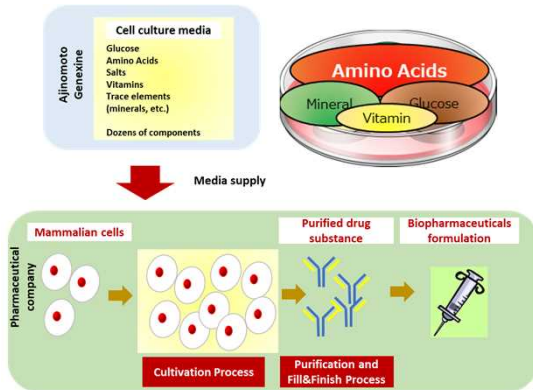 Ajinomoto
Genexine
Cell culture media
Glucose
Amino Acids
Salts
Vitamins
Trace elements
(minerals, etc.)
Dozens of components
Amino Acids
Mineral
Glucose
Vitamin
Media supply
Pharmaceutical
company
Mammalian cells
Purified drug
substance
Biopharmaceuticals
formulation
Cultivation Process
Purification and
Fill&Finish Process